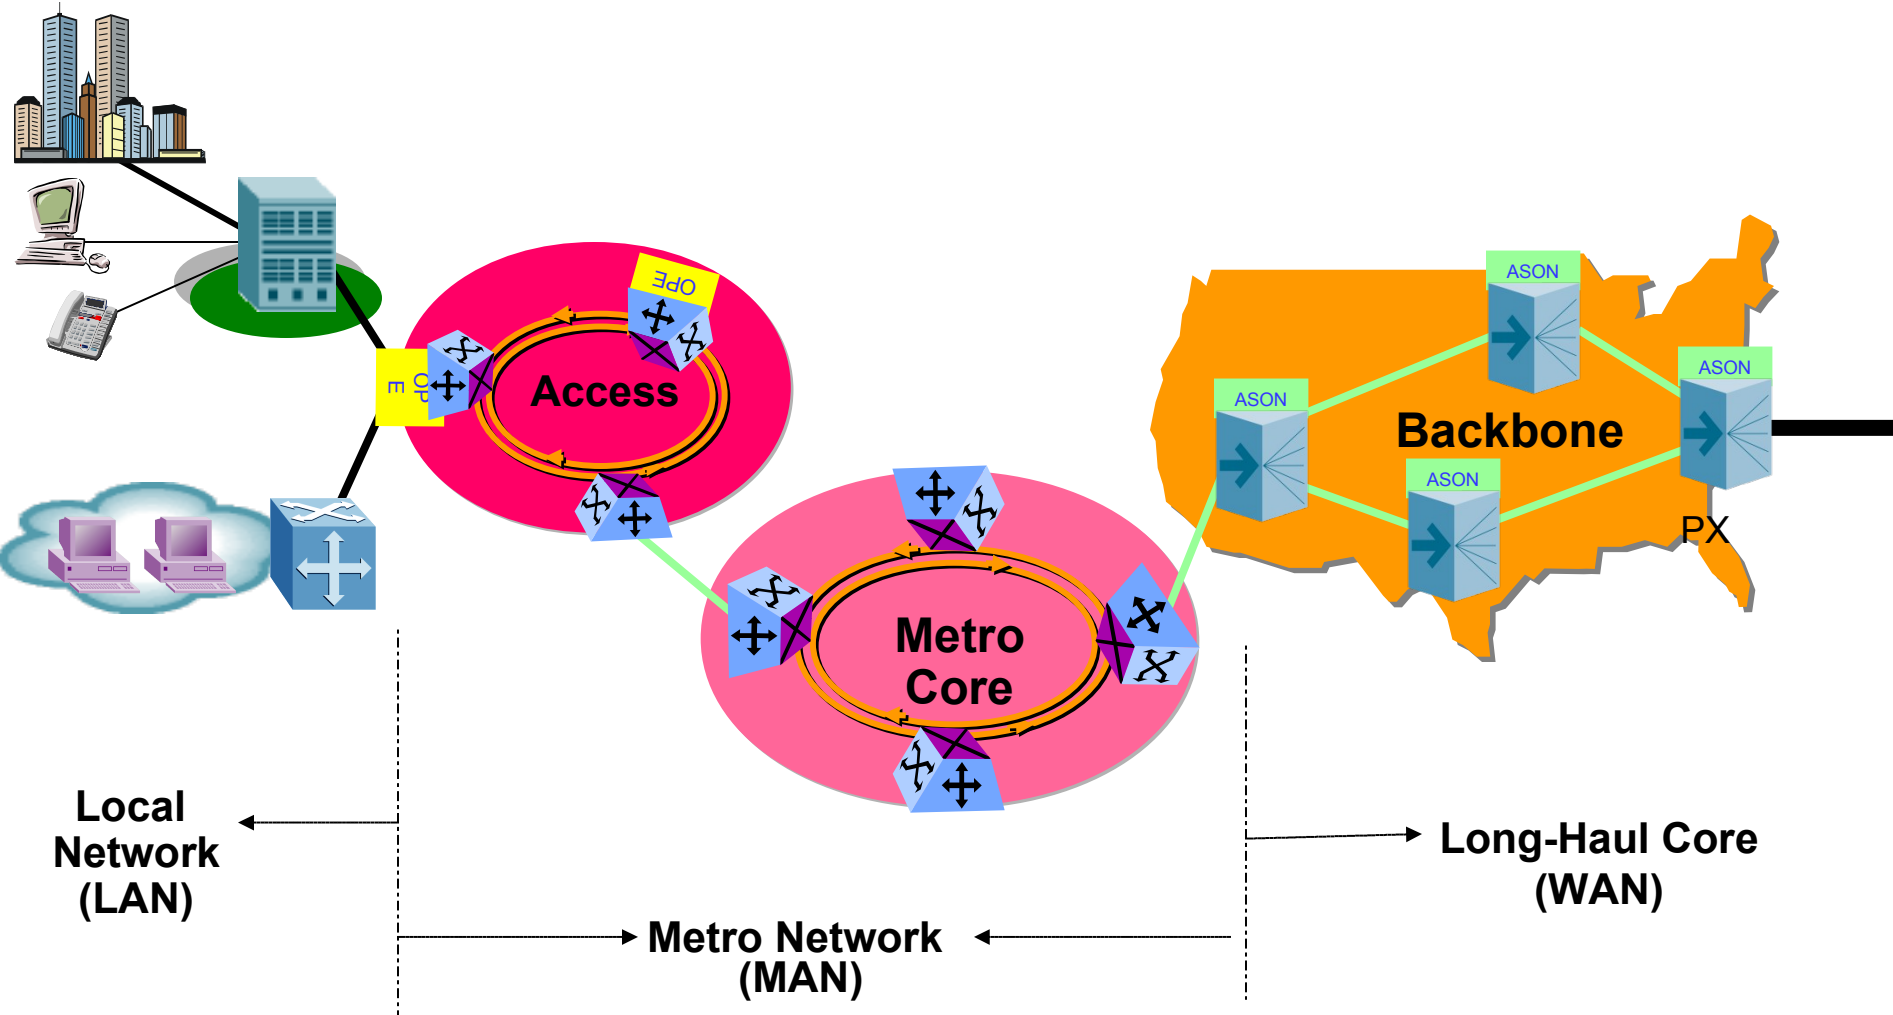 OPE
OP
E
Access
Metro
Core
ASON
ASON
ASON
ASON
Backbone
PX
Local
Network
(LAN)
Metro Network
(MAN)
Long-Haul Core
(WAN)